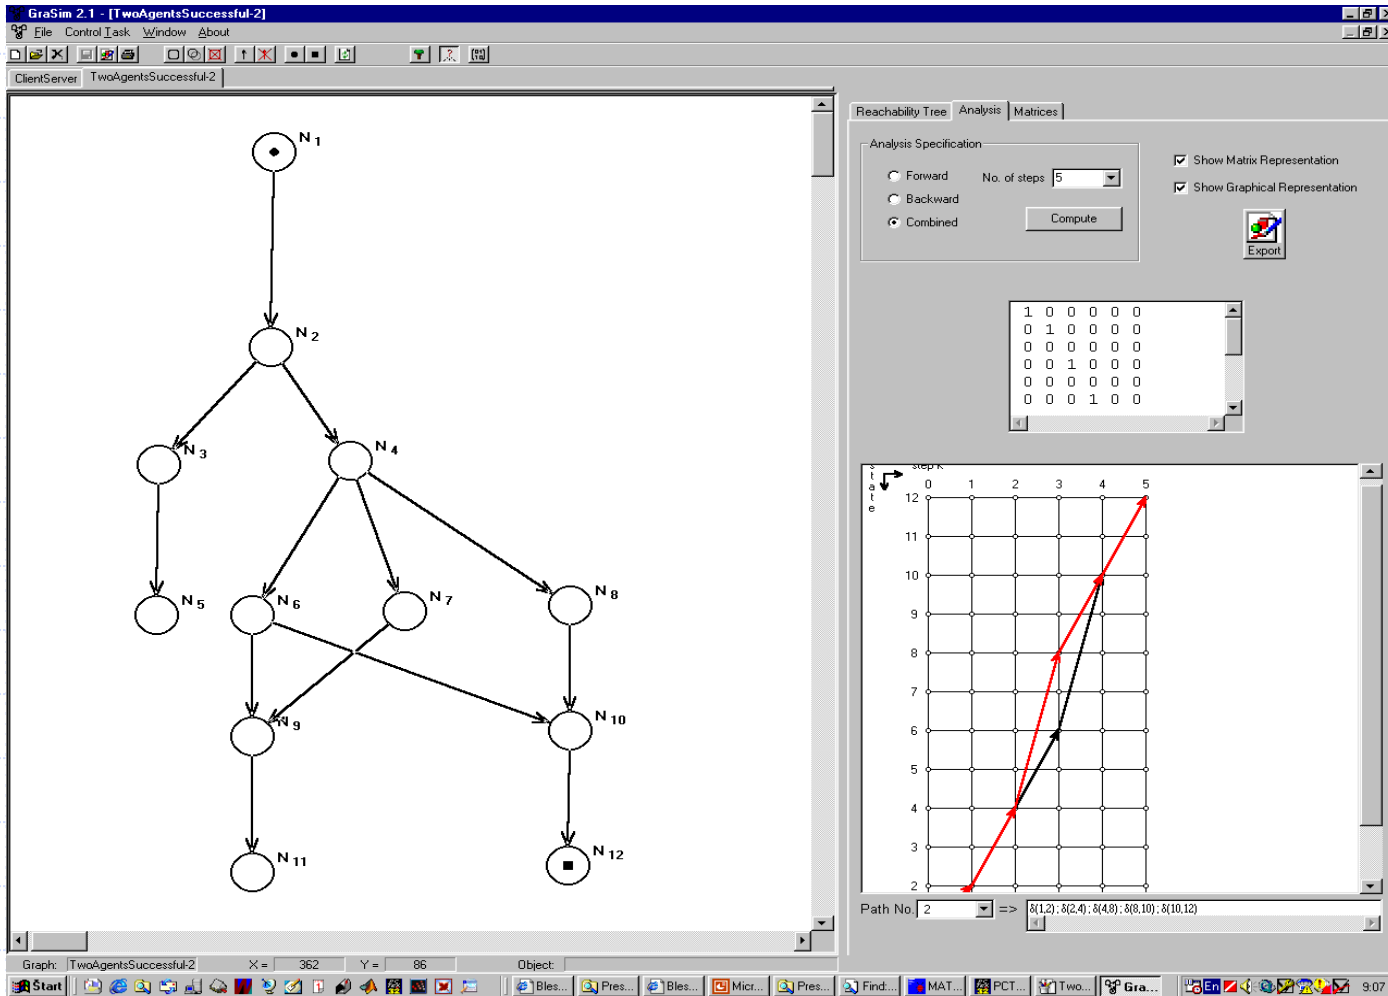 GraSim 2.1 - [TwoAgentsSuccessful-2]
File Control Task Window About
ClientServer TwoAgentsSuccessful-2
N 1
N 2
N 3
N 4
N 5
N 6
N 7
N 8
N 9
N 10
N 11
N 12
Reachability Tree Analysis Matrices
Analysis Specification
Forward No. of steps 5
Backward
Combined Compute
Show Matrix Representation
Show Graphical Representation
Export
1 0 0 0 0 0
0 1 0 0 0 0
0 0 0 0 0 0
0 0 1 0 0 0
0 0 0 0 0 0
0 0 0 1 0 0
step K
state
0 1 2 3 4 5
12
11
10
9
8
7
6
5
4
3
2
Path No. 2 => δ(1,2) ; δ(2,4) ; δ(4,8) ; δ(8,10) ; δ(10,12)
Graph: TwoAgentsSuccessful-2 X = 362 Y = 86 Object:
Start Bles... Pres... Bles... Micr... Pres... Find:... MAT... PCT... Two... Gra... En 9:07